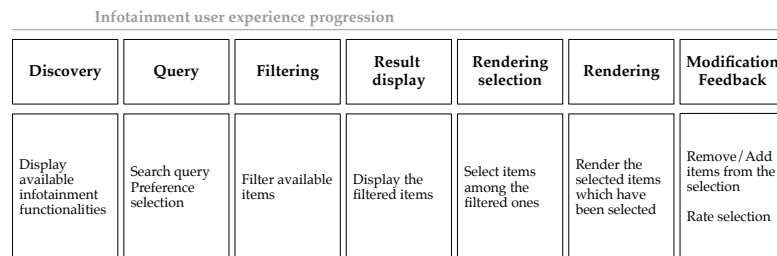 Infotainment user experience progression
Discovery
Query
Filtering
Result
display
Rendering
selection
Rendering
Modification
Feedback
Display
available
infotainment
functionalities
Search query
Preference
selection
Filter available
items
Display the
filtered items
Select items
among the
filtered ones
Render the
selected items
which have
been selected
Remove/Add
items from the
selection
Rate selection